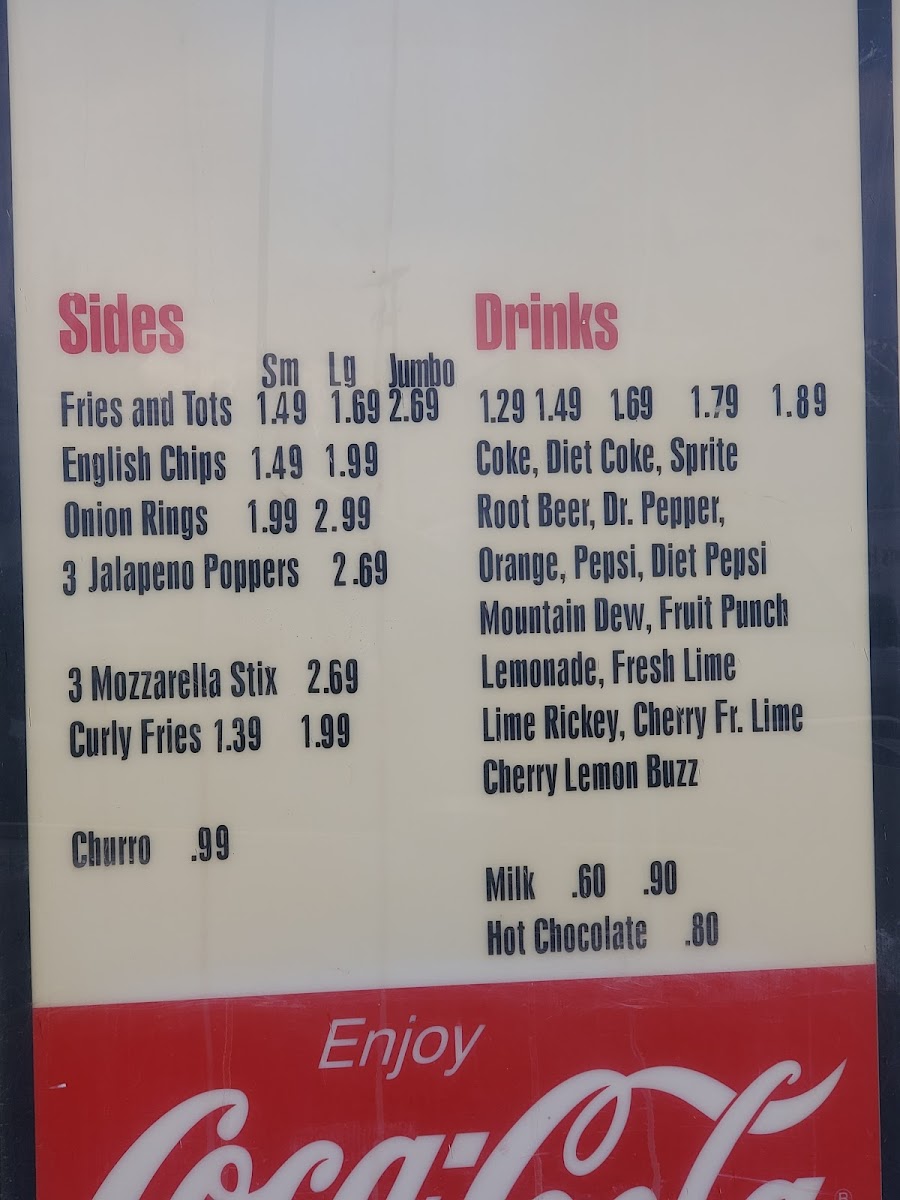 Sides
Sm Lg Jumbo
Fries and Tots 1.49 1.69 2.69
English Chips 1.49 1.99
Onion Rings 1.99 2.99
3 Jalapeno Poppers 2.69
3 Mozzarella Stix 2.69
Curly Fries 1.39 1.99
Churro .99
Drinks
1.29 1.49 1.69 1.79 1.89
Coke, Diet Coke, Sprite
Root Beer, Dr. Pepper,
Orange, Pepsi, Diet Pepsi
Mountain Dew, Fruit Punch
Lemonade, Fresh Lime
Lime Rickey, Cherry Fr. Lime
Cherry Lemon Buzz
Milk .60 .90
Hot Chocolate .80
Enjoy
Coca-Cola ®